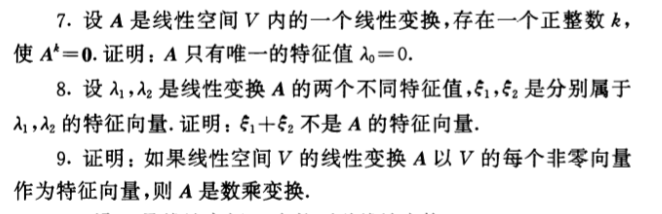 7. 设 A 是线性空间 V 内的一个线性变换,存在一个正整数 k,
使 Aᵏ=0. 证明:A 只有唯一的特征值 λ₀=0.
8. 设 λ₁,λ₂ 是线性变换 A 的两个不同特征值,ξ₁,ξ₂ 是分别属于
λ₁,λ₂ 的特征向量. 证明:ξ₁+ξ₂ 不是 A 的特征向量.
9. 证明:如果线性空间 V 的线性变换 A 以 V 的每个非零向量
作为特征向量,则 A 是数乘变换.